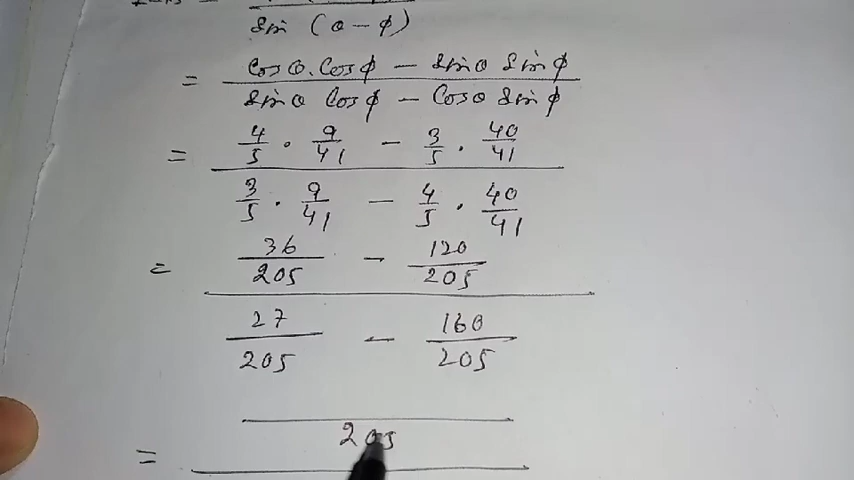 sin (θ - ϕ)
= cosθ.cosϕ - sinθ sinϕ
sinθ cosϕ - cosθ sinϕ
= 4/5 . 9/41 - 3/5 . 40/41
3/5 . 9/41 - 4/5 . 40/41
= 36/205 - 120/205
27/205 - 160/205
= 205